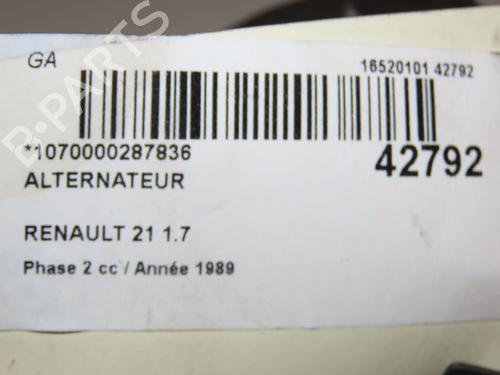 GA
16520101 42792
*1070000287836
42792
ALTERNATEUR
RENAULT 21 1.7
Phase 2 cc / Année 1989
B-PARTS